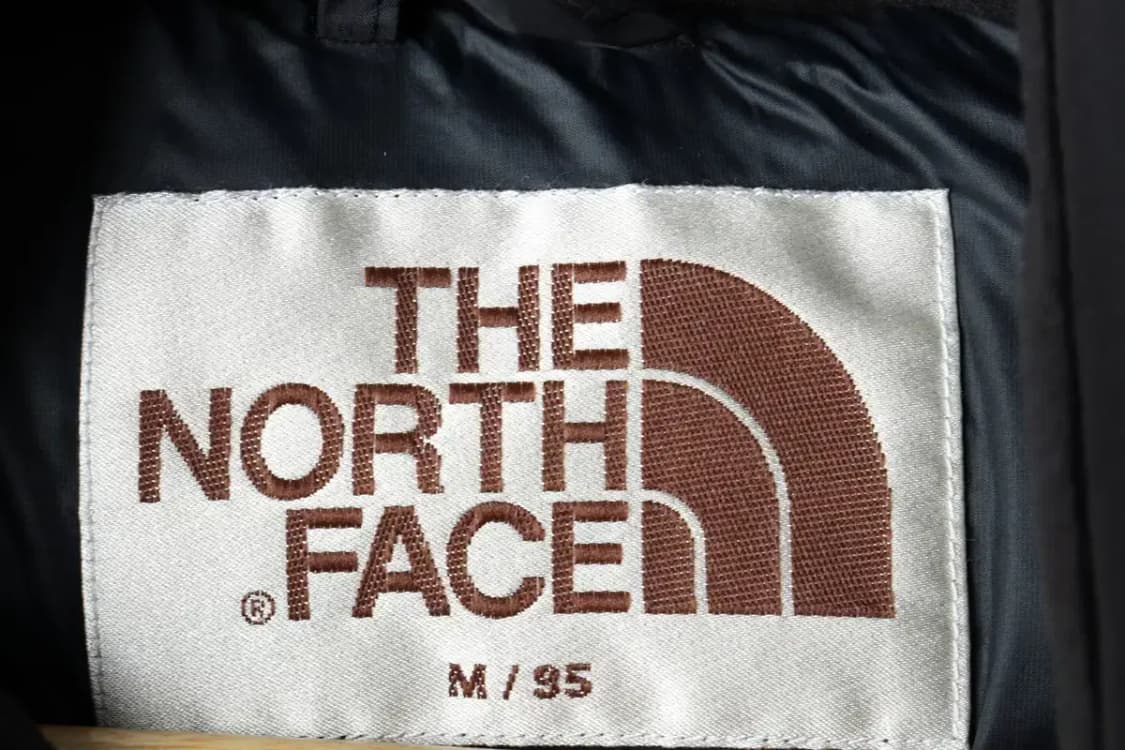 THE
NORTH
FACE
®
M / 95